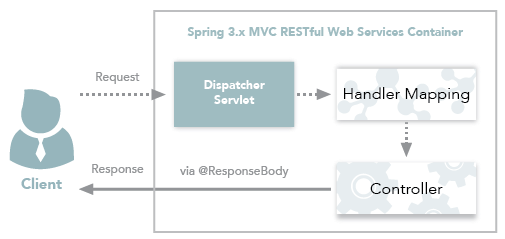 Spring 3.x MVC RESTful Web Services Container
Request
Dispatcher
Servlet
Handler Mapping
Response
via @ResponseBody
Controller
Client